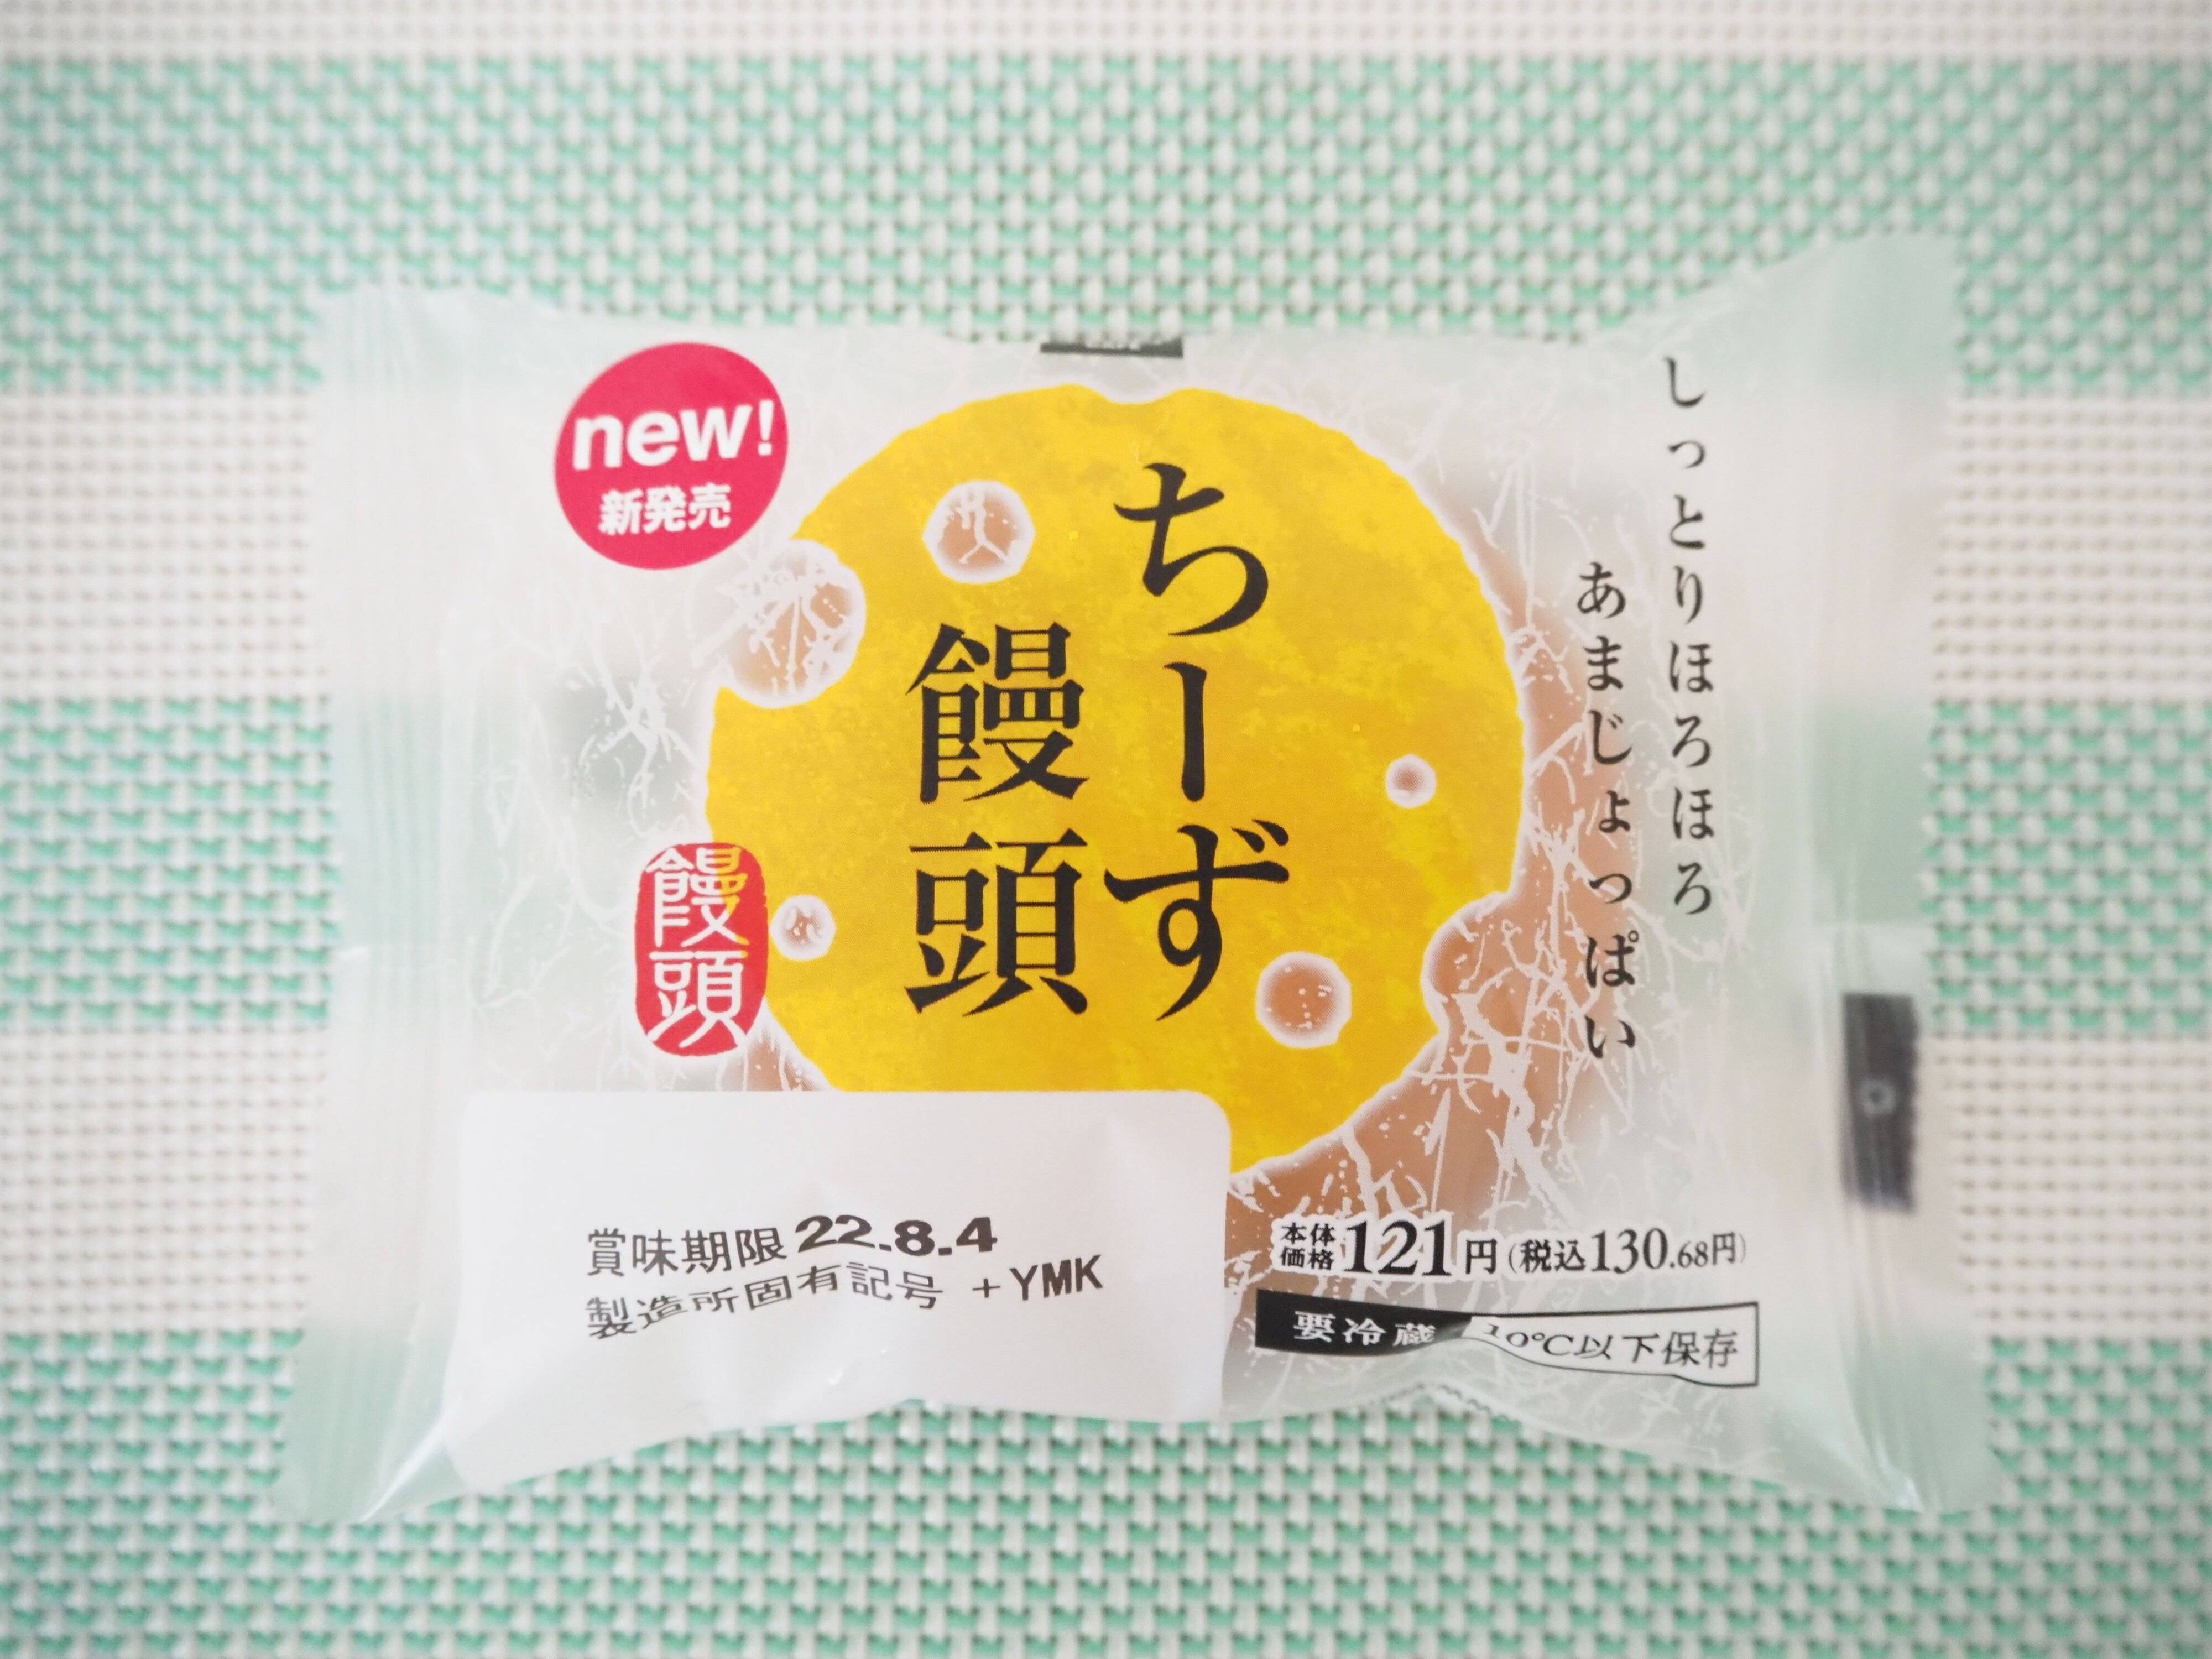 new!
新発売
ちーず
饅頭
しっとりほろほろ
あまじょっぱい
饅頭
賞味期限 22.8.4
製造所固有記号 +YMK
本体価格 121円 (税込130.68円)
要冷蔵 10℃以下保存